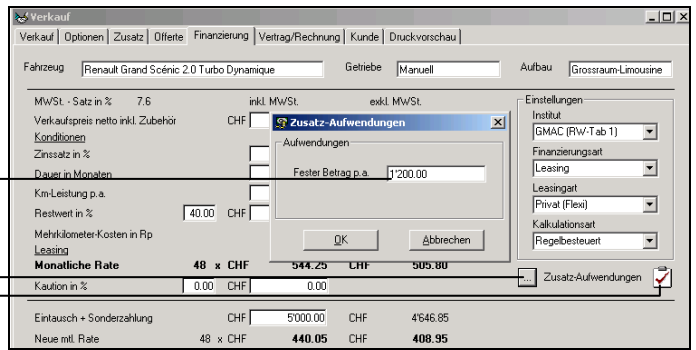 Verkauf
Verkauf Optionen Zusatz Offerte Finanzierung Vertrag/Rechnung Kunde Druckvorschau
Fahrzeug Renault Grand Scénic 2.0 Turbo Dynamique Getriebe Manuell Aufbau Grossraum-Limousine
MWSt. - Satz in % 7.6 inkl. MWSt. exkl. MWSt.
Verkaufspreis netto inkl. Zubehör CHF
Konditionen
Zinssatz in %
Dauer in Monaten
Km-Leistung p.a.
Restwert in % 40.00 CHF
Mehrkilometer-Kosten in Rp
Leasing
Monatliche Rate 48 x CHF 544.25 CHF 505.80
Kaution in % 0.00 CHF 0.00
Eintausch + Sonderzahlung CHF 5'000.00 CHF 4'646.85
Neue mtl. Rate 48 x CHF 440.05 CHF 408.95
Zusatz-Aufwendungen
Aufwendungen
Fester Betrag p.a. 1'200.00
OK Abbrechen
Einstellungen
Institut
GMAC (RW-Tab 1)
Finanzierungsart
Leasing
Leasingart
Privat (Flexi)
Kalkulationsart
Regelbesteuert
... Zusatz-Aufwendungen